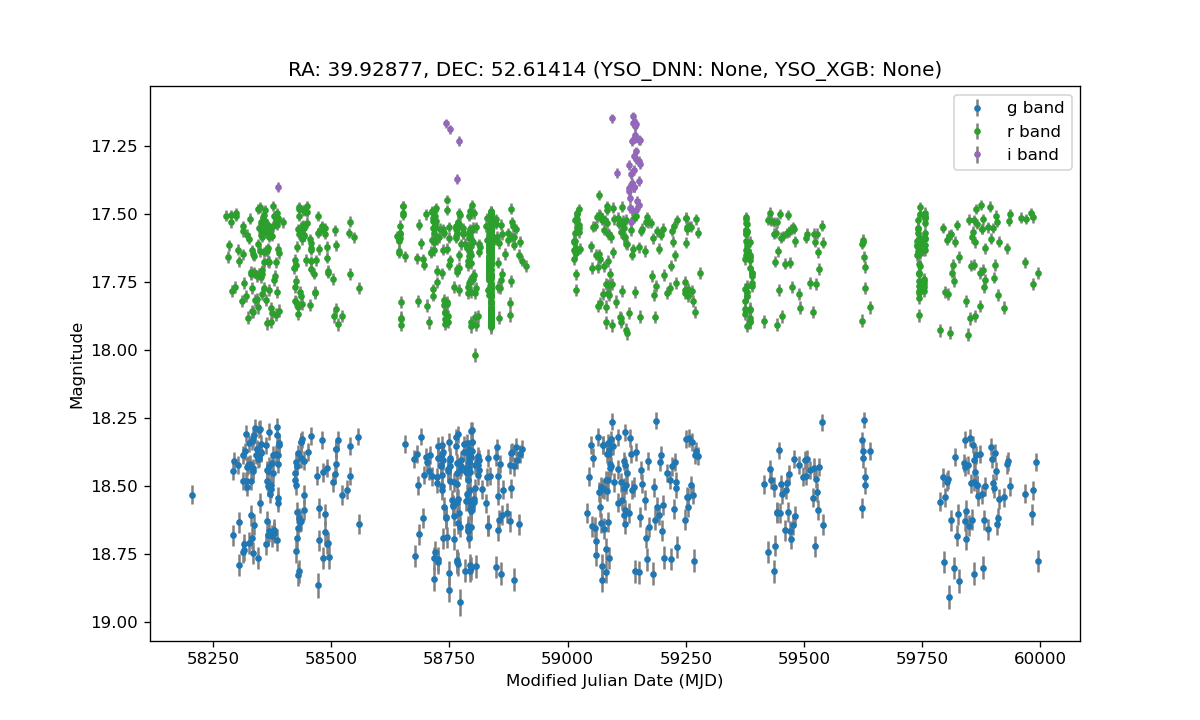 RA: 39.92877, DEC: 52.61414 (YSO_DNN: None, YSO_XGB: None)
g band
r band
i band
17.25
17.50
17.75
18.00
18.25
18.50
18.75
19.00
Magnitude
58250 58500 58750 59000 59250 59500 59750 60000
Modified Julian Date (MJD)